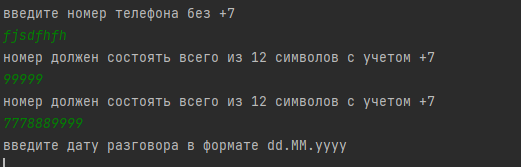 введите номер телефона без +7
fjsdfhfh
номер должен состоять всего из 12 символов с учетом +7
99999
номер должен состоять всего из 12 символов с учетом +7
7778889999
введите дату разговора в формате dd.MM.yyyy